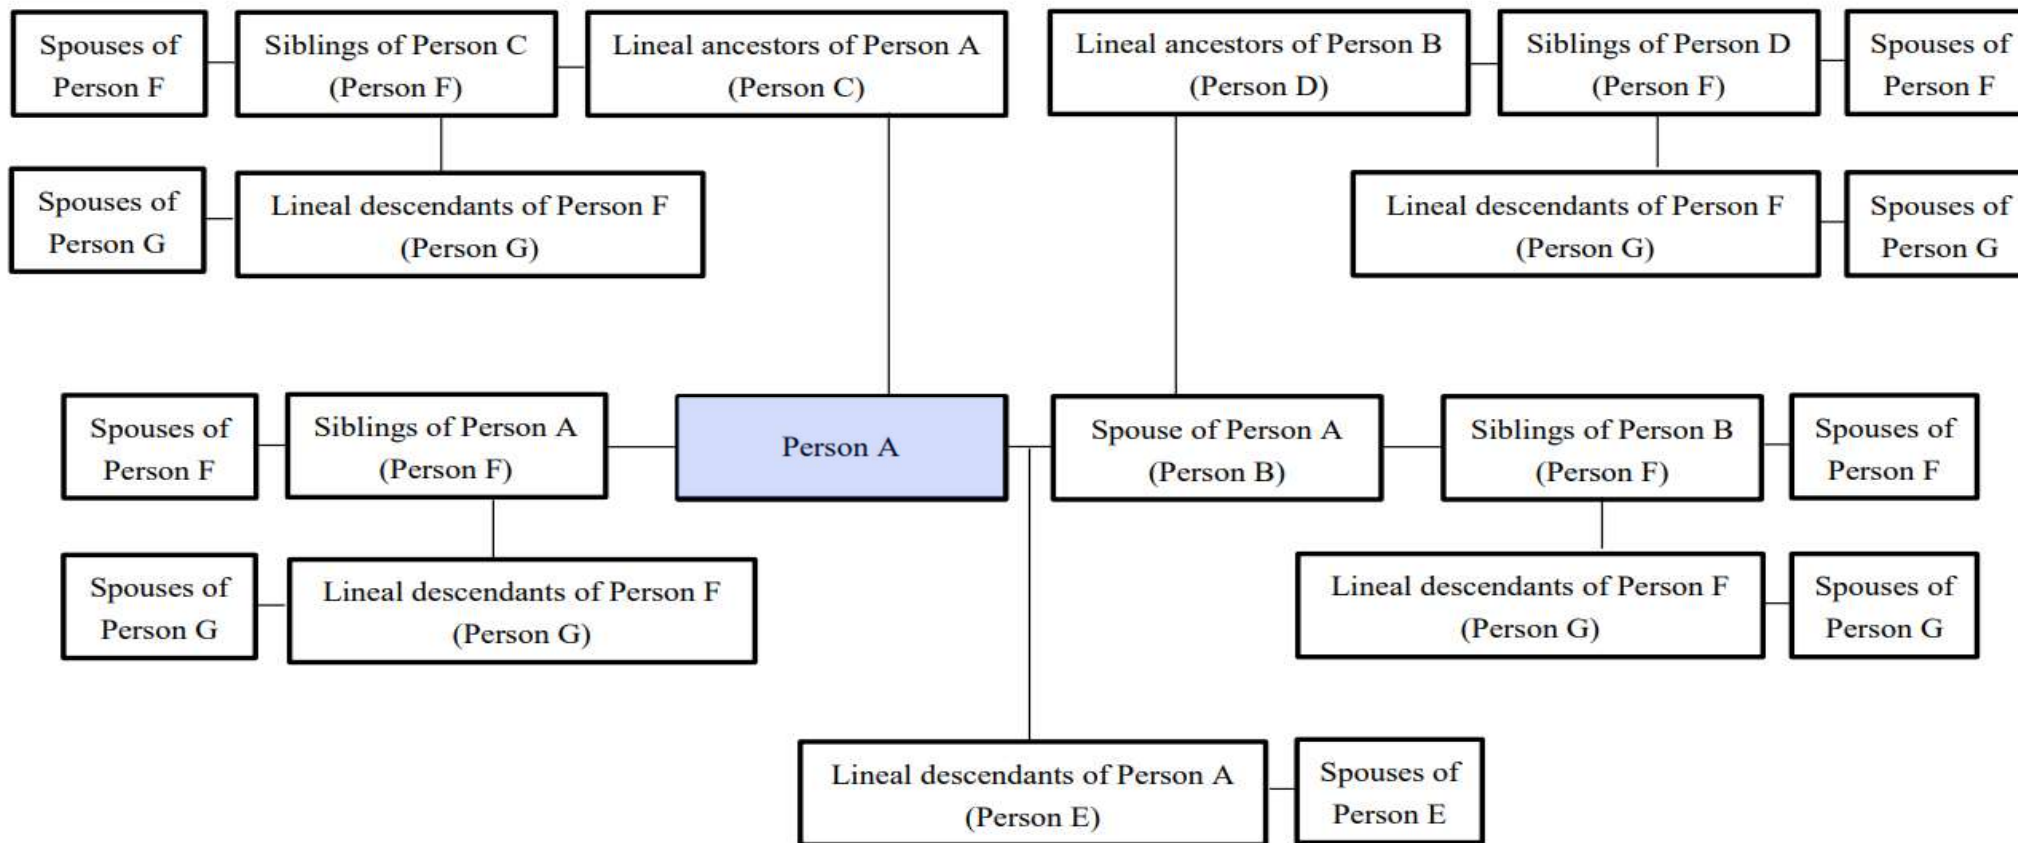 Spouses of
Person F
Siblings of Person C
(Person F)
Lineal ancestors of Person A
(Person C)
Lineal ancestors of Person B
(Person D)
Siblings of Person D
(Person F)
Spouses of
Person F
Spouses of
Person G
Lineal descendants of Person F
(Person G)
Lineal descendants of Person F
(Person G)
Spouses of
Person G
Spouses of
Person F
Siblings of Person A
(Person F)
Person A
Spouse of Person A
(Person B)
Siblings of Person B
(Person F)
Spouses of
Person F
Spouses of
Person G
Lineal descendants of Person F
(Person G)
Lineal descendants of Person F
(Person G)
Spouses of
Person G
Lineal descendants of Person A
(Person E)
Spouses of
Person E